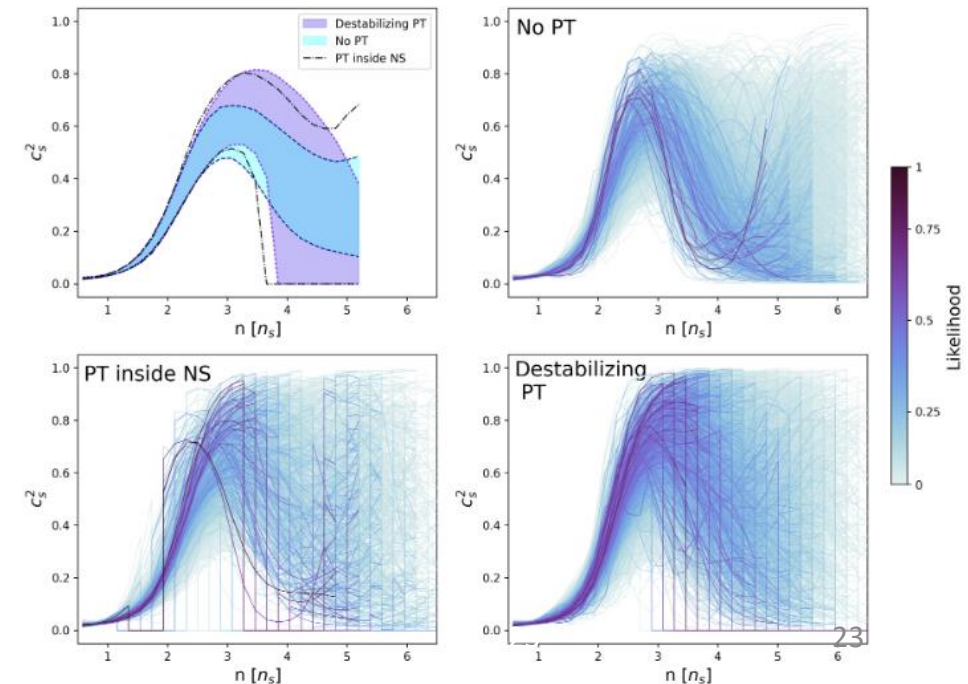 1.0
0.8
0.6
0.4
0.2
0.0
c_s^2
1 2 3 4 5 6
n [n_s]
Destabilizing PT
No PT
PT inside NS
No PT
1.0
0.8
0.6
0.4
0.2
0.0
c_s^2
1 2 3 4 5 6
n [n_s]
PT inside NS
1.0
0.8
0.6
0.4
0.2
0.0
c_s^2
1 2 3 4 5 6
n [n_s]
Destabilizing
PT
1.0
0.8
0.6
0.4
0.2
0.0
c_s^2
1 2 3 4 5 6
n [n_s]
23
1
0.75
0.5
0.25
0
Likelihood